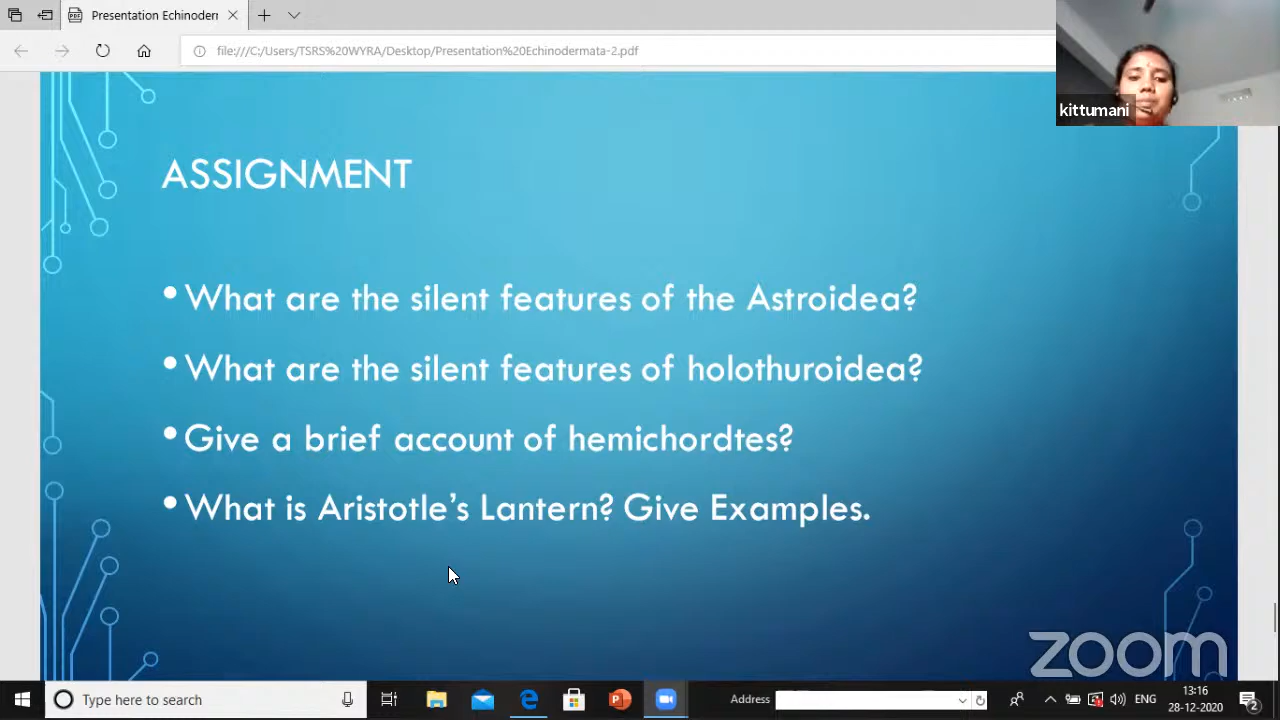 Presentation Echinoder
file:///C:/Users/TSRS%20WYRA/Desktop/Presentation%20Echinodermata-2.pdf
kittumani
ASSIGNMENT
• What are the silent features of the Astroidea?
• What are the silent features of holothuroidea?
• Give a brief account of hemichordtes?
• What is Aristotle’s Lantern? Give Examples.
zoom
Type here to search
Address
ENG
13:16
28-12-2020
2